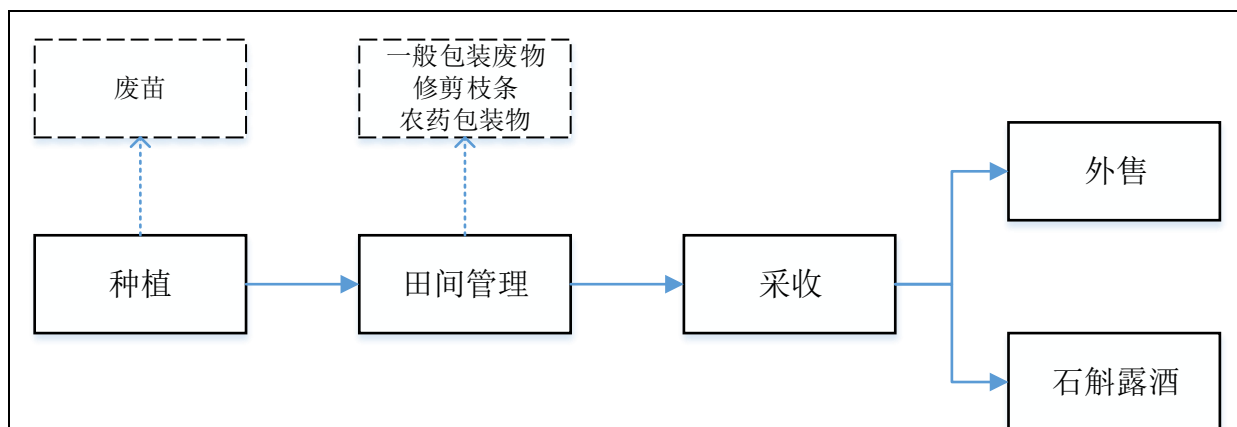 废苗
一般包装废物
修剪枝条
农药包装物
种植
田间管理
采收
外售
石斛露酒